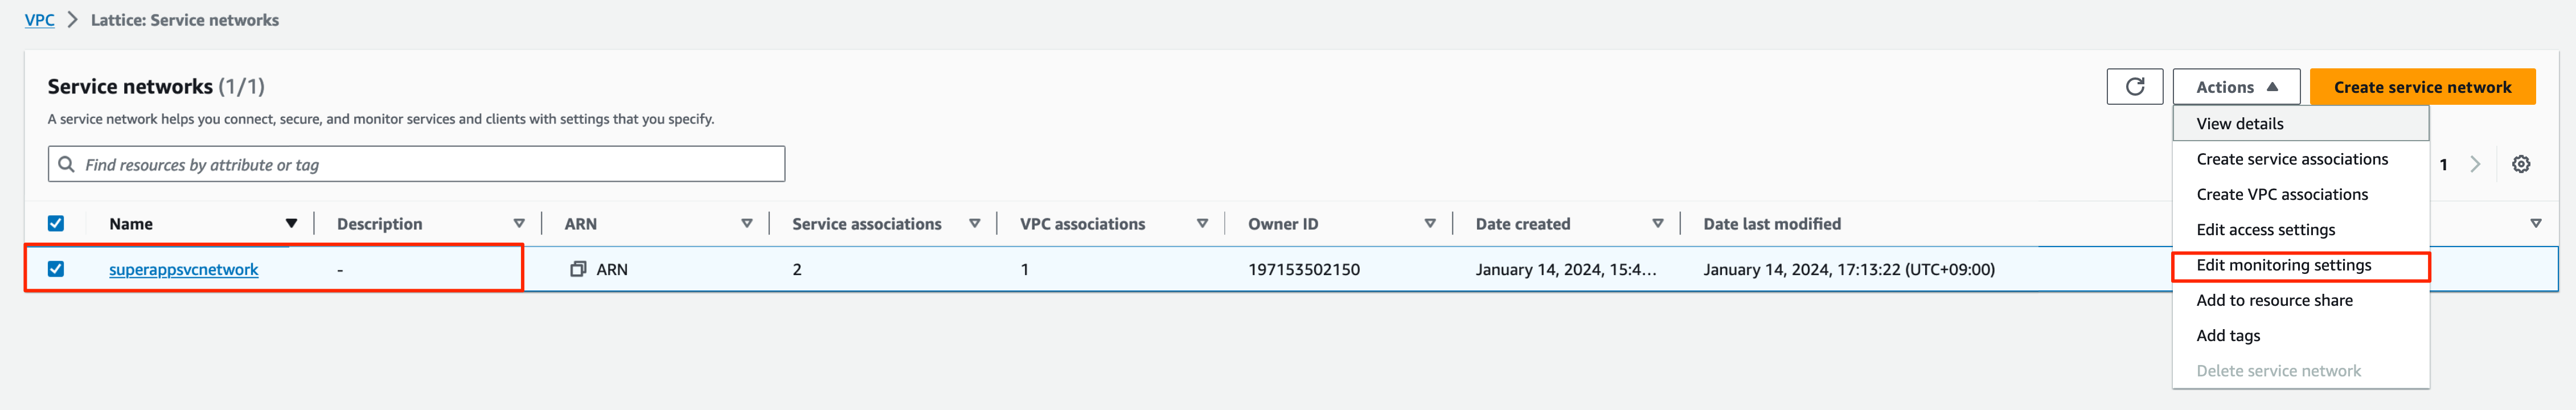 VPC > Lattice: Service networks
Service networks (1/1)
A service network helps you connect, secure, and monitor services and clients with settings that you specify.
Find resources by attribute or tag
Actions
Create service network
View details
Create service associations
Create VPC associations
Edit access settings
Edit monitoring settings
Add to resource share
Add tags
Delete service network
1
Name Description ARN Service associations VPC associations Owner ID Date created Date last modified
superappsvcnetwork - ARN 2 1 197153502150 January 14, 2024, 15:4... January 14, 2024, 17:13:22 (UTC+09:00)